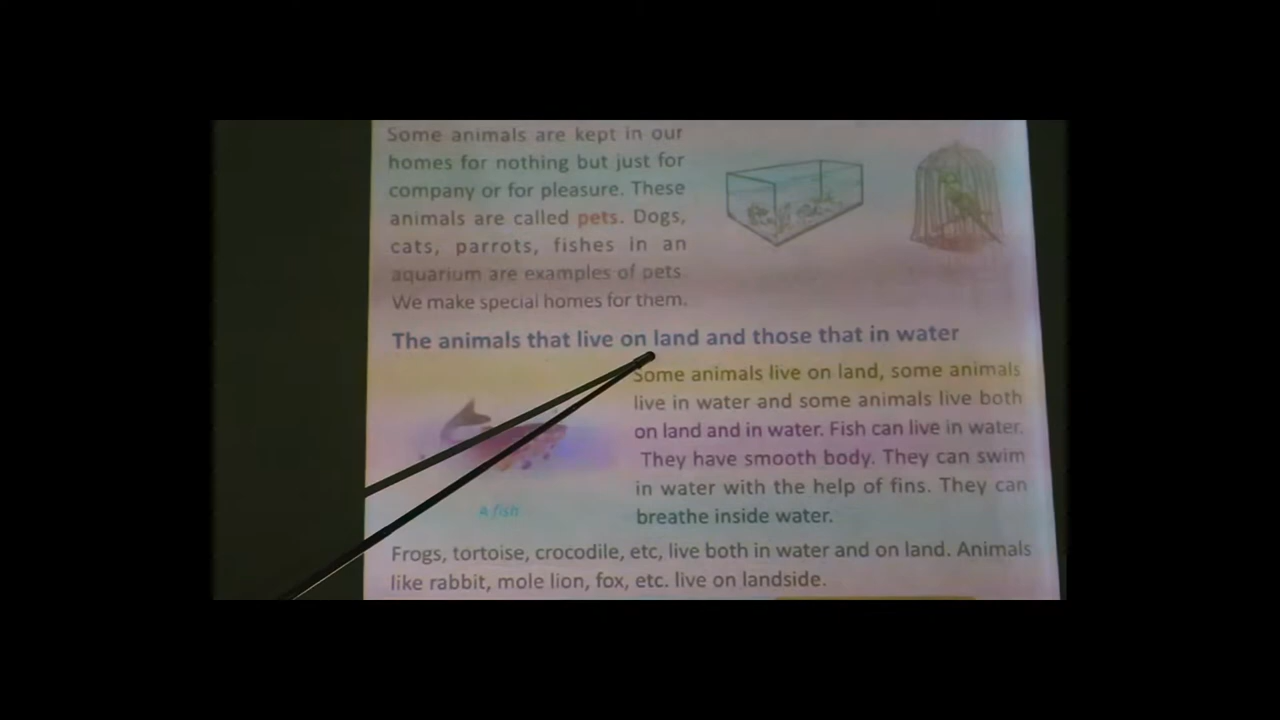 Some animals are kept in our
homes for nothing but just for
company or for pleasure. These
animals are called pets. Dogs,
cats, parrots, fishes in an
aquarium are examples of pets.
We make special homes for them.
The animals that live on land and those that in water
Some animals live on land, some animals
live in water and some animals live both
on land and in water. Fish can live in water.
They have smooth body. They can swim
in water with the help of fins. They can
breathe inside water.
A fish
Frogs, tortoise, crocodile, etc, live both in water and on land. Animals
like rabbit, mole lion, fox, etc. live on landside.